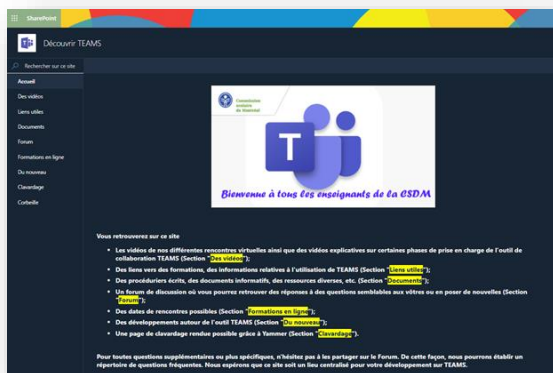 SharePoint
Découvrir TEAMS
Rechercher sur ce site
Accueil
Des vidéos
Liens utiles
Documents
Forum
Formations en ligne
Du nouveau
Clavardage
Corbeille
Commission
scolaire
de Montréal
T
Bienvenue à tous les enseignants de la CSDM
Vous retrouverez sur ce site
• Les vidéos de nos différentes rencontres virtuelles ainsi que des vidéos explicatives sur certaines phases de prise en charge de l'outil de
collaboration TEAMS (Section "Des vidéos");
• Des liens vers des formations, des informations relatives à l'utilisation de TEAMS (Section "Liens utiles");
• Des procéduriers écrits, des documents informatifs, des ressources diverses, etc. (Section "Documents");
• Un forum de discussion où vous pourrez retrouver des réponses à des questions semblables aux vôtres ou en poser de nouvelles (Section
"Forum");
• Des dates de rencontres possibles (Section "Formations en ligne");
• Des développements autour de l'outil TEAMS (Section "Du nouveau");
• Une page de clavardage rendue possible grâce à Yammer (Section "Clavardage").
Pour toutes questions supplémentaires ou plus spécifiques, n'hésitez pas à les partager sur le Forum. De cette façon, nous pourrons établir un
répertoire de questions fréquentes. Nous espérons que ce site soit un lieu centralisé pour votre développement sur TEAMS.